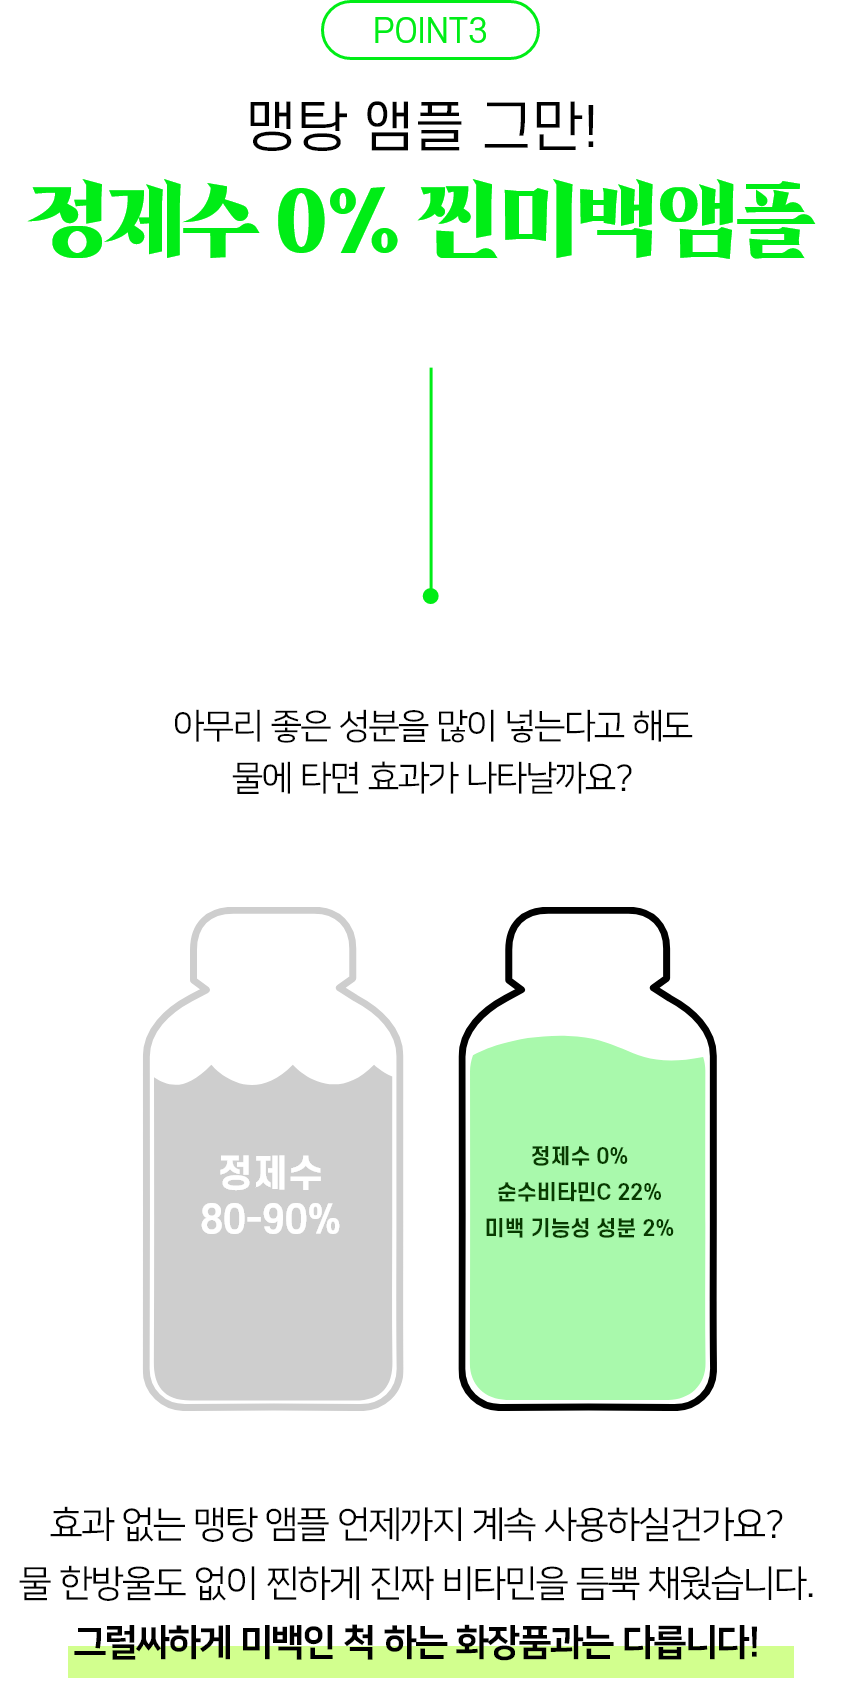 POINT3
맹탕 앰플 그만!
정제수 0% 찐미백앰플
아무리 좋은 성분을 많이 넣는다고 해도
물에 타면 효과가 나타날까요?
정제수
80-90%
정제수 0%
순수비타민C 22%
미백 기능성 성분 2%
효과 없는 맹탕 앰플 언제까지 계속 사용하실건가요?
물 한방울도 없이 찐하게 진짜 비타민을 듬뿍 채웠습니다.
그럴싸하게 미백인 척 하는 화장품과는 다릅니다!